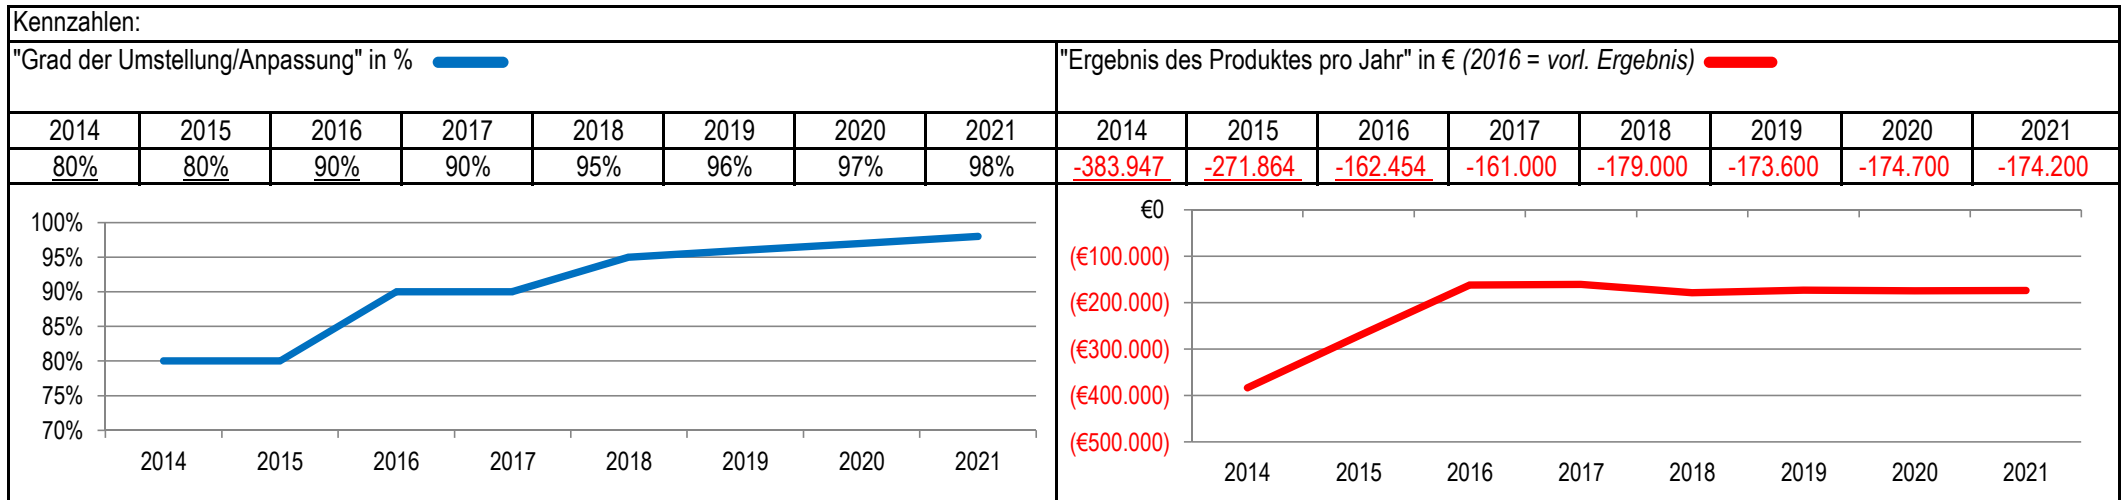 Kennzahlen:
"Grad der Umstellung/Anpassung" in %
"Ergebnis des Produktes pro Jahr" in € (2016 = vorl. Ergebnis)
2014 2015 2016 2017 2018 2019 2020 2021
80% 80% 90% 90% 95% 96% 97% 98%
2014 2015 2016 2017 2018 2019 2020 2021
-383.947 -271.864 -162.454 -161.000 -179.000 -173.600 -174.700 -174.200
100%
95%
90%
85%
80%
75%
70%
2014 2015 2016 2017 2018 2019 2020 2021
€0
(€100.000)
(€200.000)
(€300.000)
(€400.000)
(€500.000)
2014 2015 2016 2017 2018 2019 2020 2021